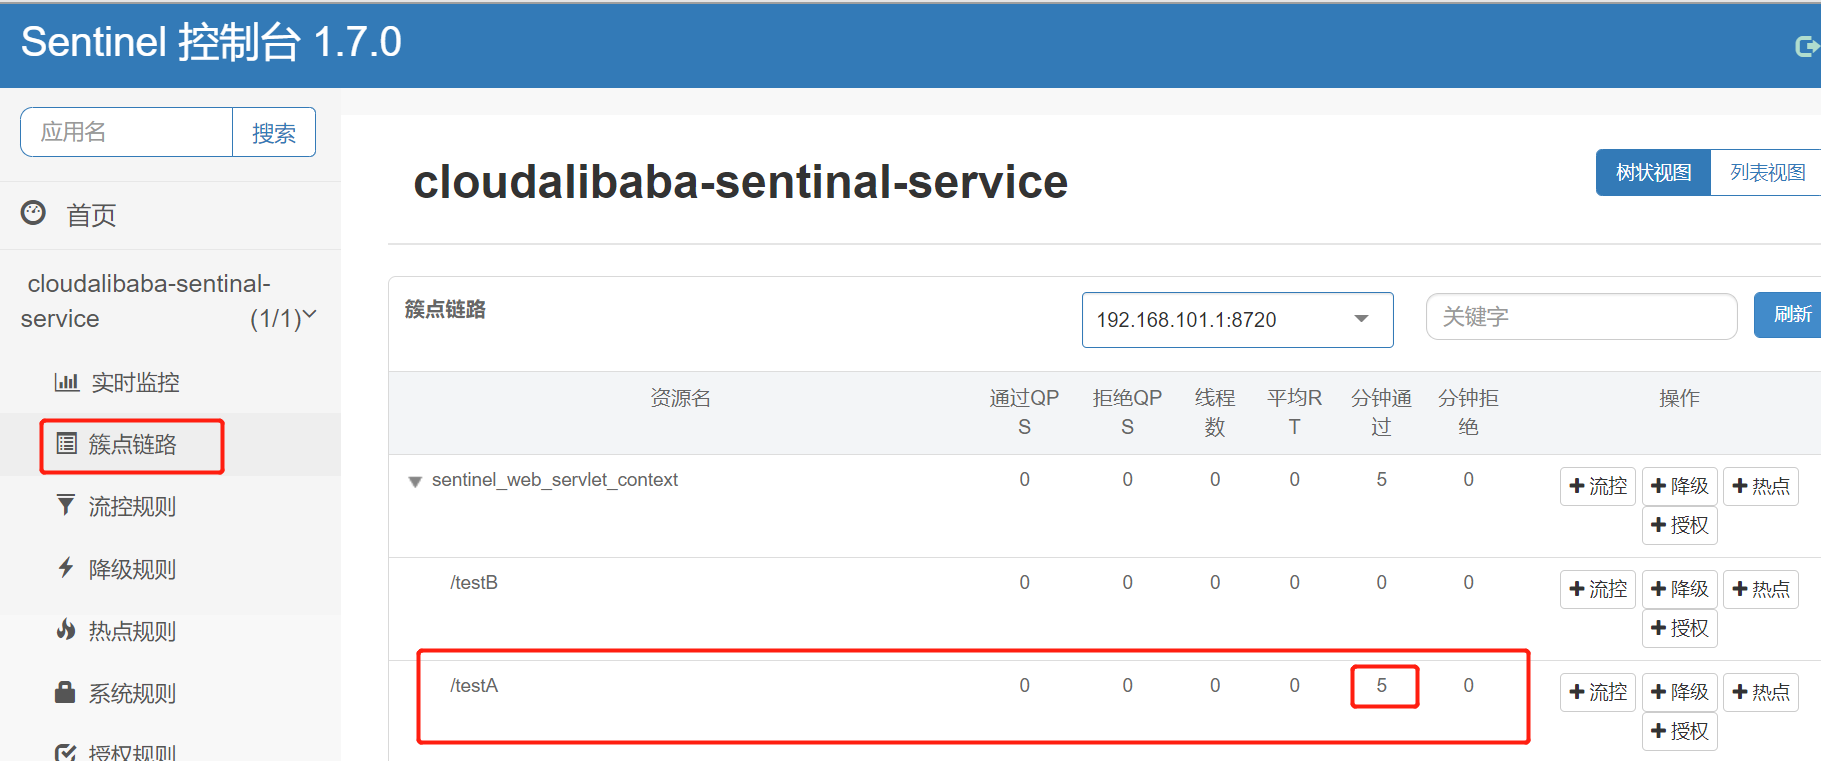 Sentinel 控制台 1.7.0
应用名 搜索
首页
cloudalibaba-sentinal-
service (1/1)
实时监控
簇点链路
流控规则
降级规则
热点规则
系统规则
授权规则
cloudalibaba-sentinal-service
树状视图 列表视图
簇点链路 192.168.101.1:8720 关键字 刷新
资源名 通过QP 拒绝QP 线程 平均R 分钟通 分钟拒 操作
S S 数 T 过 绝
sentinel_web_servlet_context 0 0 0 0 5 0 流控 降级 热点
授权
/testB 0 0 0 0 0 0 流控 降级 热点
授权
/testA 0 0 0 0 5 0 流控 降级 热点
授权